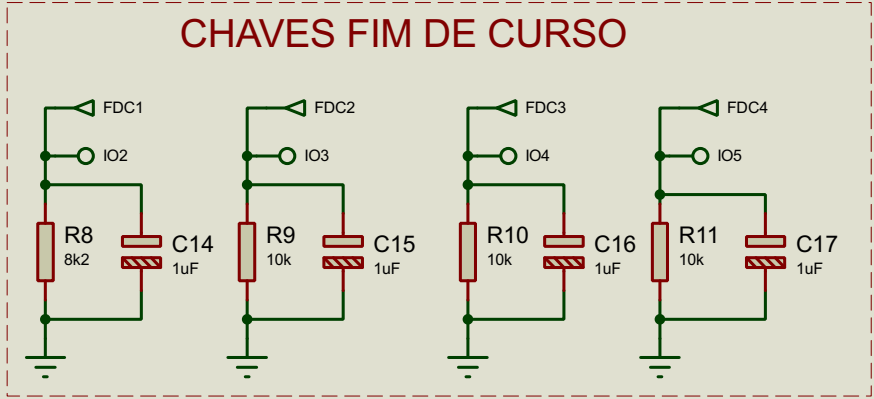 CHAVES FIM DE CURSO
FDC1
IO2
R8
8k2
C14
1uF
FDC2
IO3
R9
10k
C15
1uF
FDC3
IO4
R10
10k
C16
1uF
FDC4
IO5
R11
10k
C17
1uF